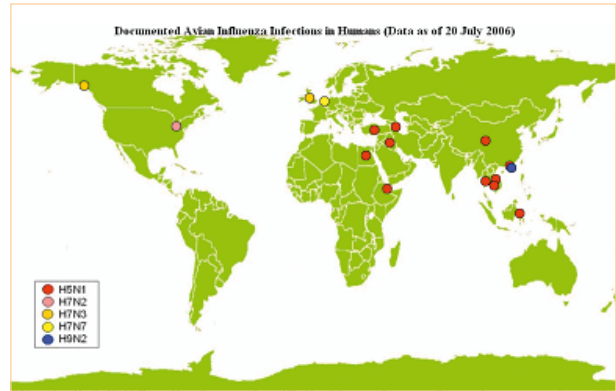 Documented Avian Influenza Infections in Humans (Data as of 20 July 2006)
H5N1
H7N2
H7N3
H7N7
H9N2